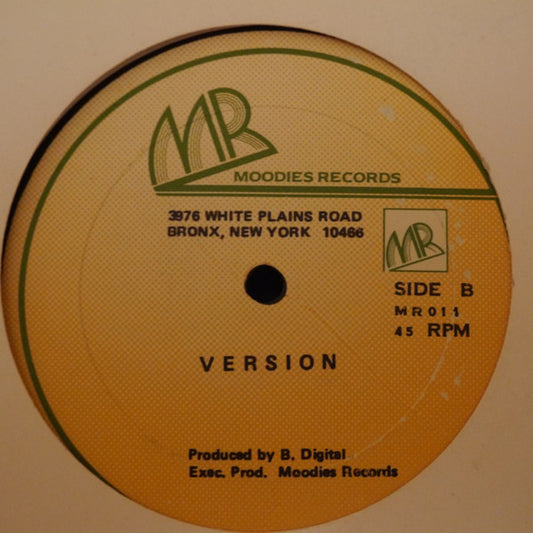 MR
MOODIES RECORDS
3976 WHITE PLAINS ROAD
BRONX, NEW YORK 10466
MR
SIDE B
MR011
45 RPM
VERSION
Produced by B. Digital
Exec. Prod. Moodies Records